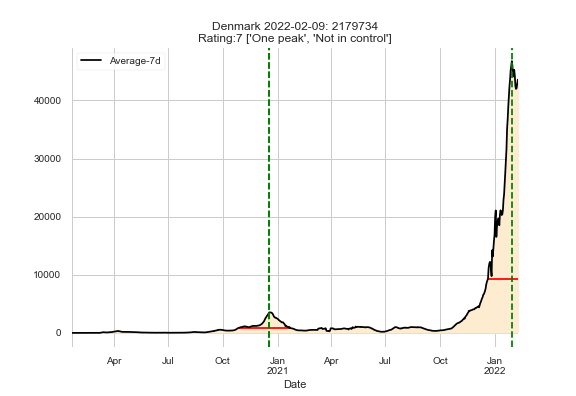 Denmark 2022-02-09: 2179734
Rating:7 ['One peak', 'Not in control']
Average-7d
40000
30000
20000
10000
0
Apr Jul Oct Jan Apr Jul Oct Jan
2021 2022
Date